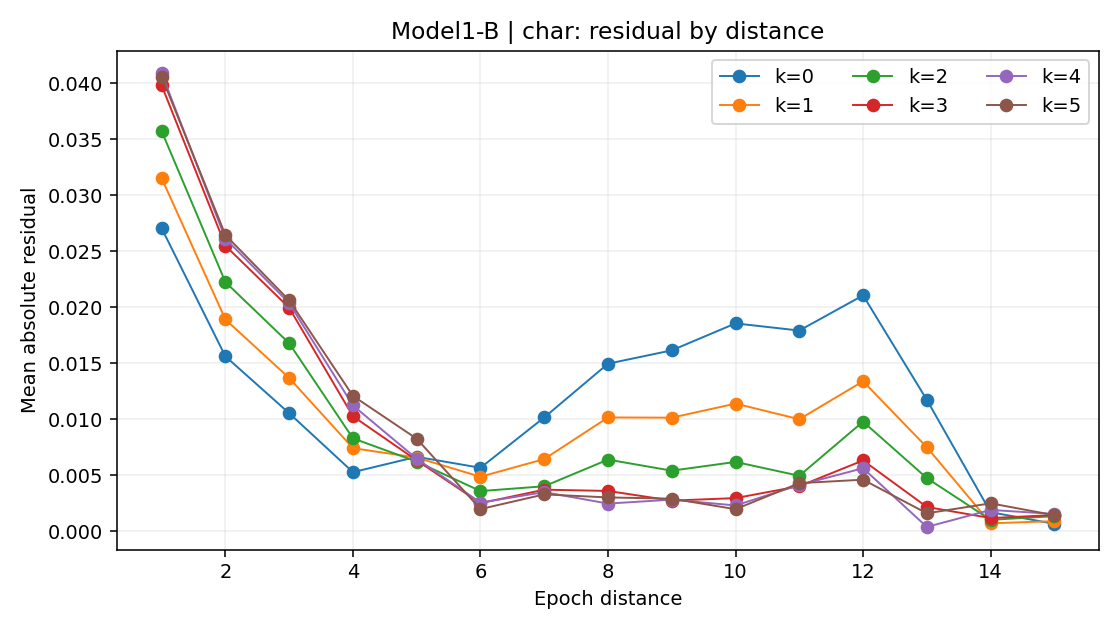 Model1-B | char: residual by distance
k=0 k=2 k=4
k=1 k=3 k=5
Mean absolute residual
0.040
0.035
0.030
0.025
0.020
0.015
0.010
0.005
0.000
2 4 6 8 10 12 14
Epoch distance